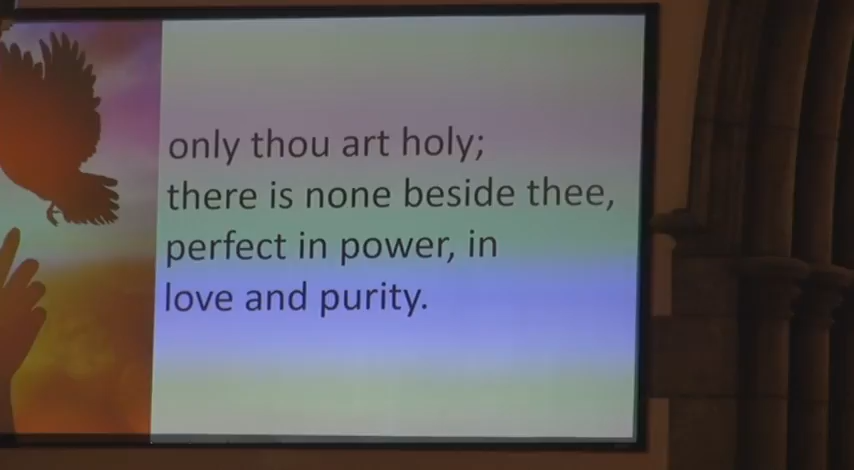 only thou art holy;
there is none beside thee,
perfect in power, in
love and purity.